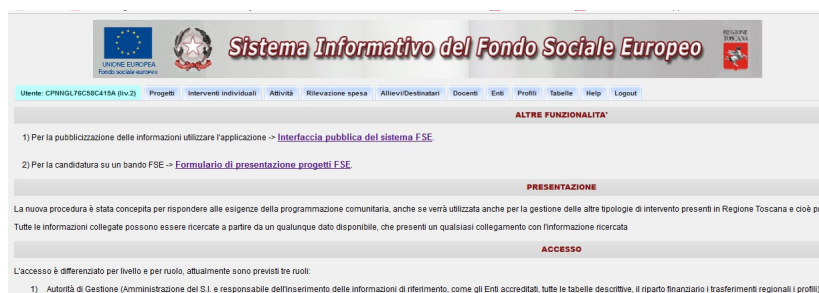 UNIONE EUROPEA
Fondo sociale europeo
Sistema Informativo del Fondo Sociale Europeo
REGIONE
TOSCANA
Utente: CPNNGL76C58C415A (liv.2) Progetti Interventi individuali Attività Rilevazione spesa Allievi/Destinatari Docenti Enti Profili Tabelle Help Logout
ALTRE FUNZIONALITA'
1) Per la pubblicizzazione delle informazioni utilizzare l'applicazione -> Interfaccia pubblica del sistema FSE.
2) Per la candidatura su un bando FSE -> Formulario di presentazione progetti FSE.
PRESENTAZIONE
La nuova procedura è stata concepita per rispondere alle esigenze della programmazione comunitaria, anche se verrà utilizzata anche per la gestione delle altre tipologie di intervento presenti in Regione Toscana e cioè
Tutte le informazioni collegate possono essere ricercate a partire da un qualunque dato disponibile, che presenti un qualsiasi collegamento con l'informazione ricercata
ACCESSO
L'accesso è differenziato per livello e per ruolo, attualmente sono previsti tre ruoli:
1) Autorità di Gestione (Amministrazione del S.I. e responsabile dell'inserimento delle informazioni di riferimento, come gli Enti accreditati, tutte le tabelle descrittive, il riparto finanziario i trasferimenti regionali i profili)